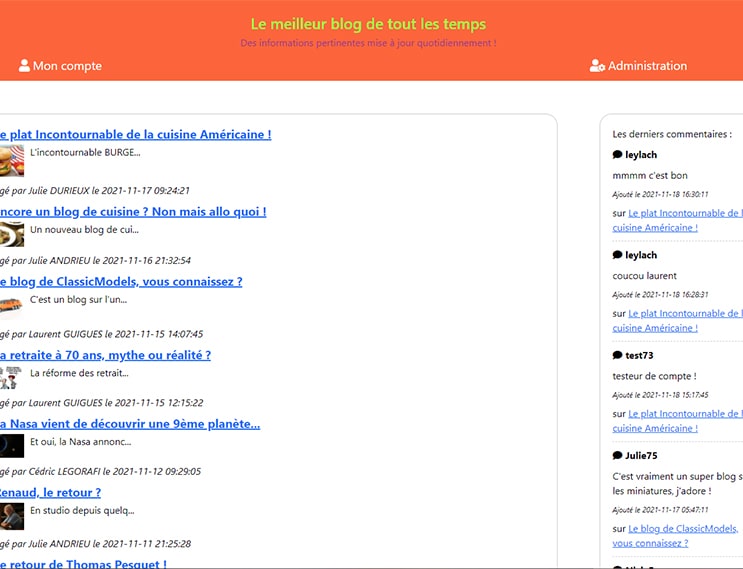 Le meilleur blog de tout les temps
Des informations pertinentes mise à jour quotidiennement !
Mon compte
Administration
e plat Incontournable de la cuisine Américaine !
L'incontournable BURGE...
gé par Julie DURIEUX le 2021-11-17 09:24:21
ncore un blog de cuisine ? Non mais allo quoi !
Un nouveau blog de cui...
gé par Julie ANDRIEU le 2021-11-16 21:32:54
e blog de ClassicModels, vous connaissez ?
C'est un blog sur l'un...
gé par Laurent GUIGUES le 2021-11-15 14:07:45
a retraite à 70 ans, mythe ou réalité ?
La réforme des retrait...
gé par Laurent GUIGUES le 2021-11-15 12:15:22
a Nasa vient de découvrir une 9ème planète...
Et oui, la Nasa annonc...
gé par Cédric LEGORAFI le 2021-11-12 09:29:05
Renaud, le retour ?
En studio depuis quelq...
gé par Julie ANDRIEU le 2021-11-11 21:25:28
e retour de Thomas Pesquet !
Les derniers commentaires :
leylach
mmmm c'est bon
Ajouté le 2021-11-18 16:30:11
sur Le plat Incontournable de l
cuisine Américaine !
leylach
coucou laurent
Ajouté le 2021-11-18 16:28:31
sur Le plat Incontournable de l
cuisine Américaine !
test73
testeur de compte !
Ajouté le 2021-11-18 15:17:45
sur Le plat Incontournable de l
cuisine Américaine !
Julie75
C'est vraiment un super blog s
les miniatures, j'adore !
Ajouté le 2021-11-17 05:47:11
sur Le blog de ClassicModels,
vous connaissez ?